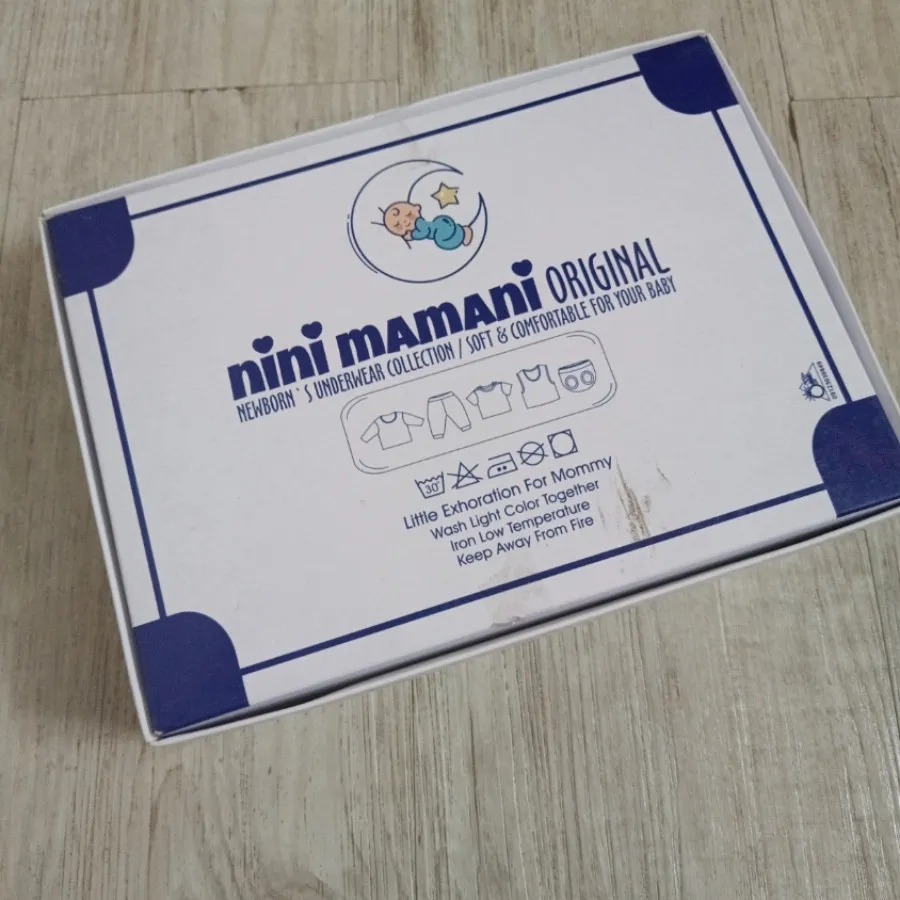 nini mamani ORIGINAL
NEWBORN`S UNDERWEAR COLLECTION / SOFT & COMFORTABLE FOR YOUR BABY
30°
Little Exhoration For Mommy
Wash Light Color Together
Iron Low Temperature
Keep Away From Fire